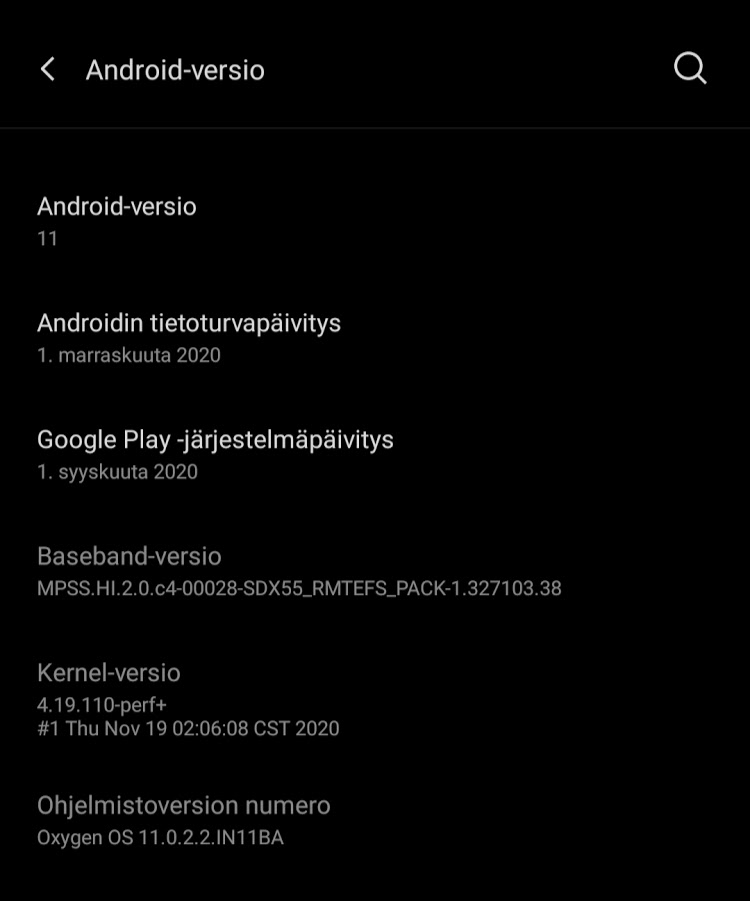 Android-versio
Android-versio
11
Androidin tietoturvapäivitys
1. marraskuuta 2020
Google Play -järjestelmäpäivitys
1. syyskuuta 2020
Baseband-versio
MPSS.HI.2.0.c4-00028-SDX55_RMTEFS_PACK-1.327103.38
Kernel-versio
4.19.110-perf+
#1 Thu Nov 19 02:06:08 CST 2020
Ohjelmistoversion numero
Oxygen OS 11.0.2.2.IN11BA